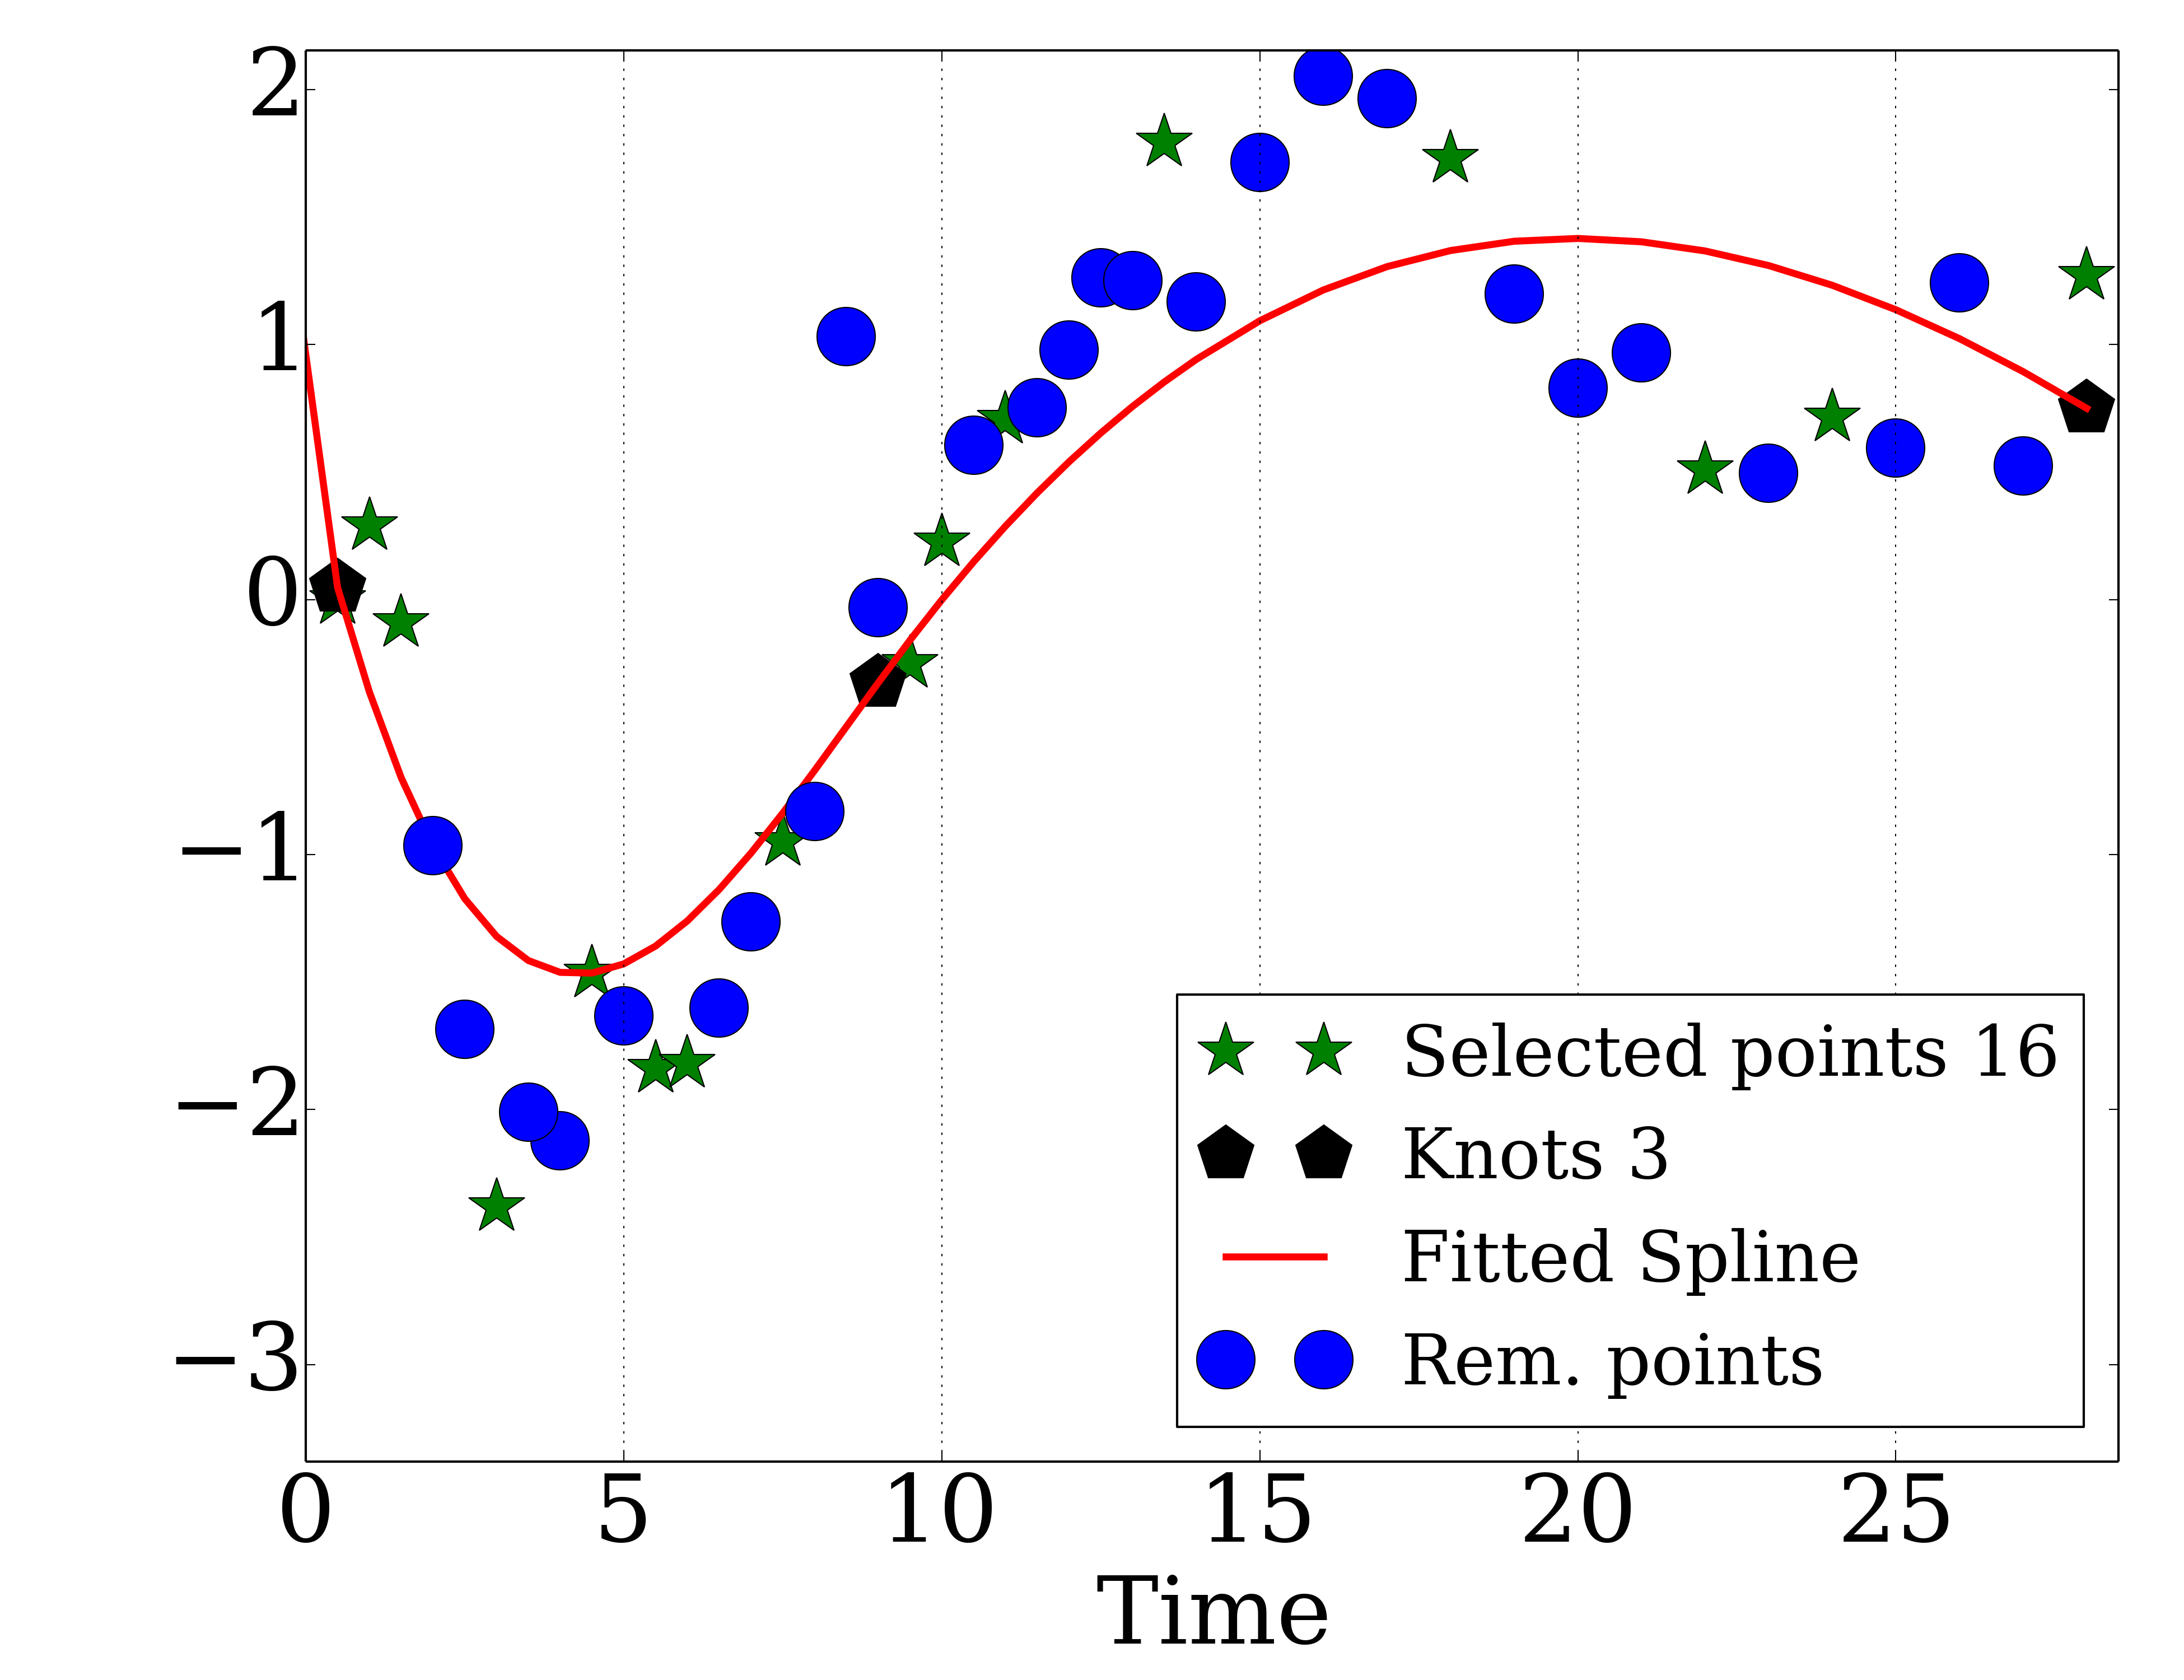 2
1
0
−1
−2
−3
0 5 10 15 20 25
Time
Selected points 16
Knots 3
Fitted Spline
Rem. points